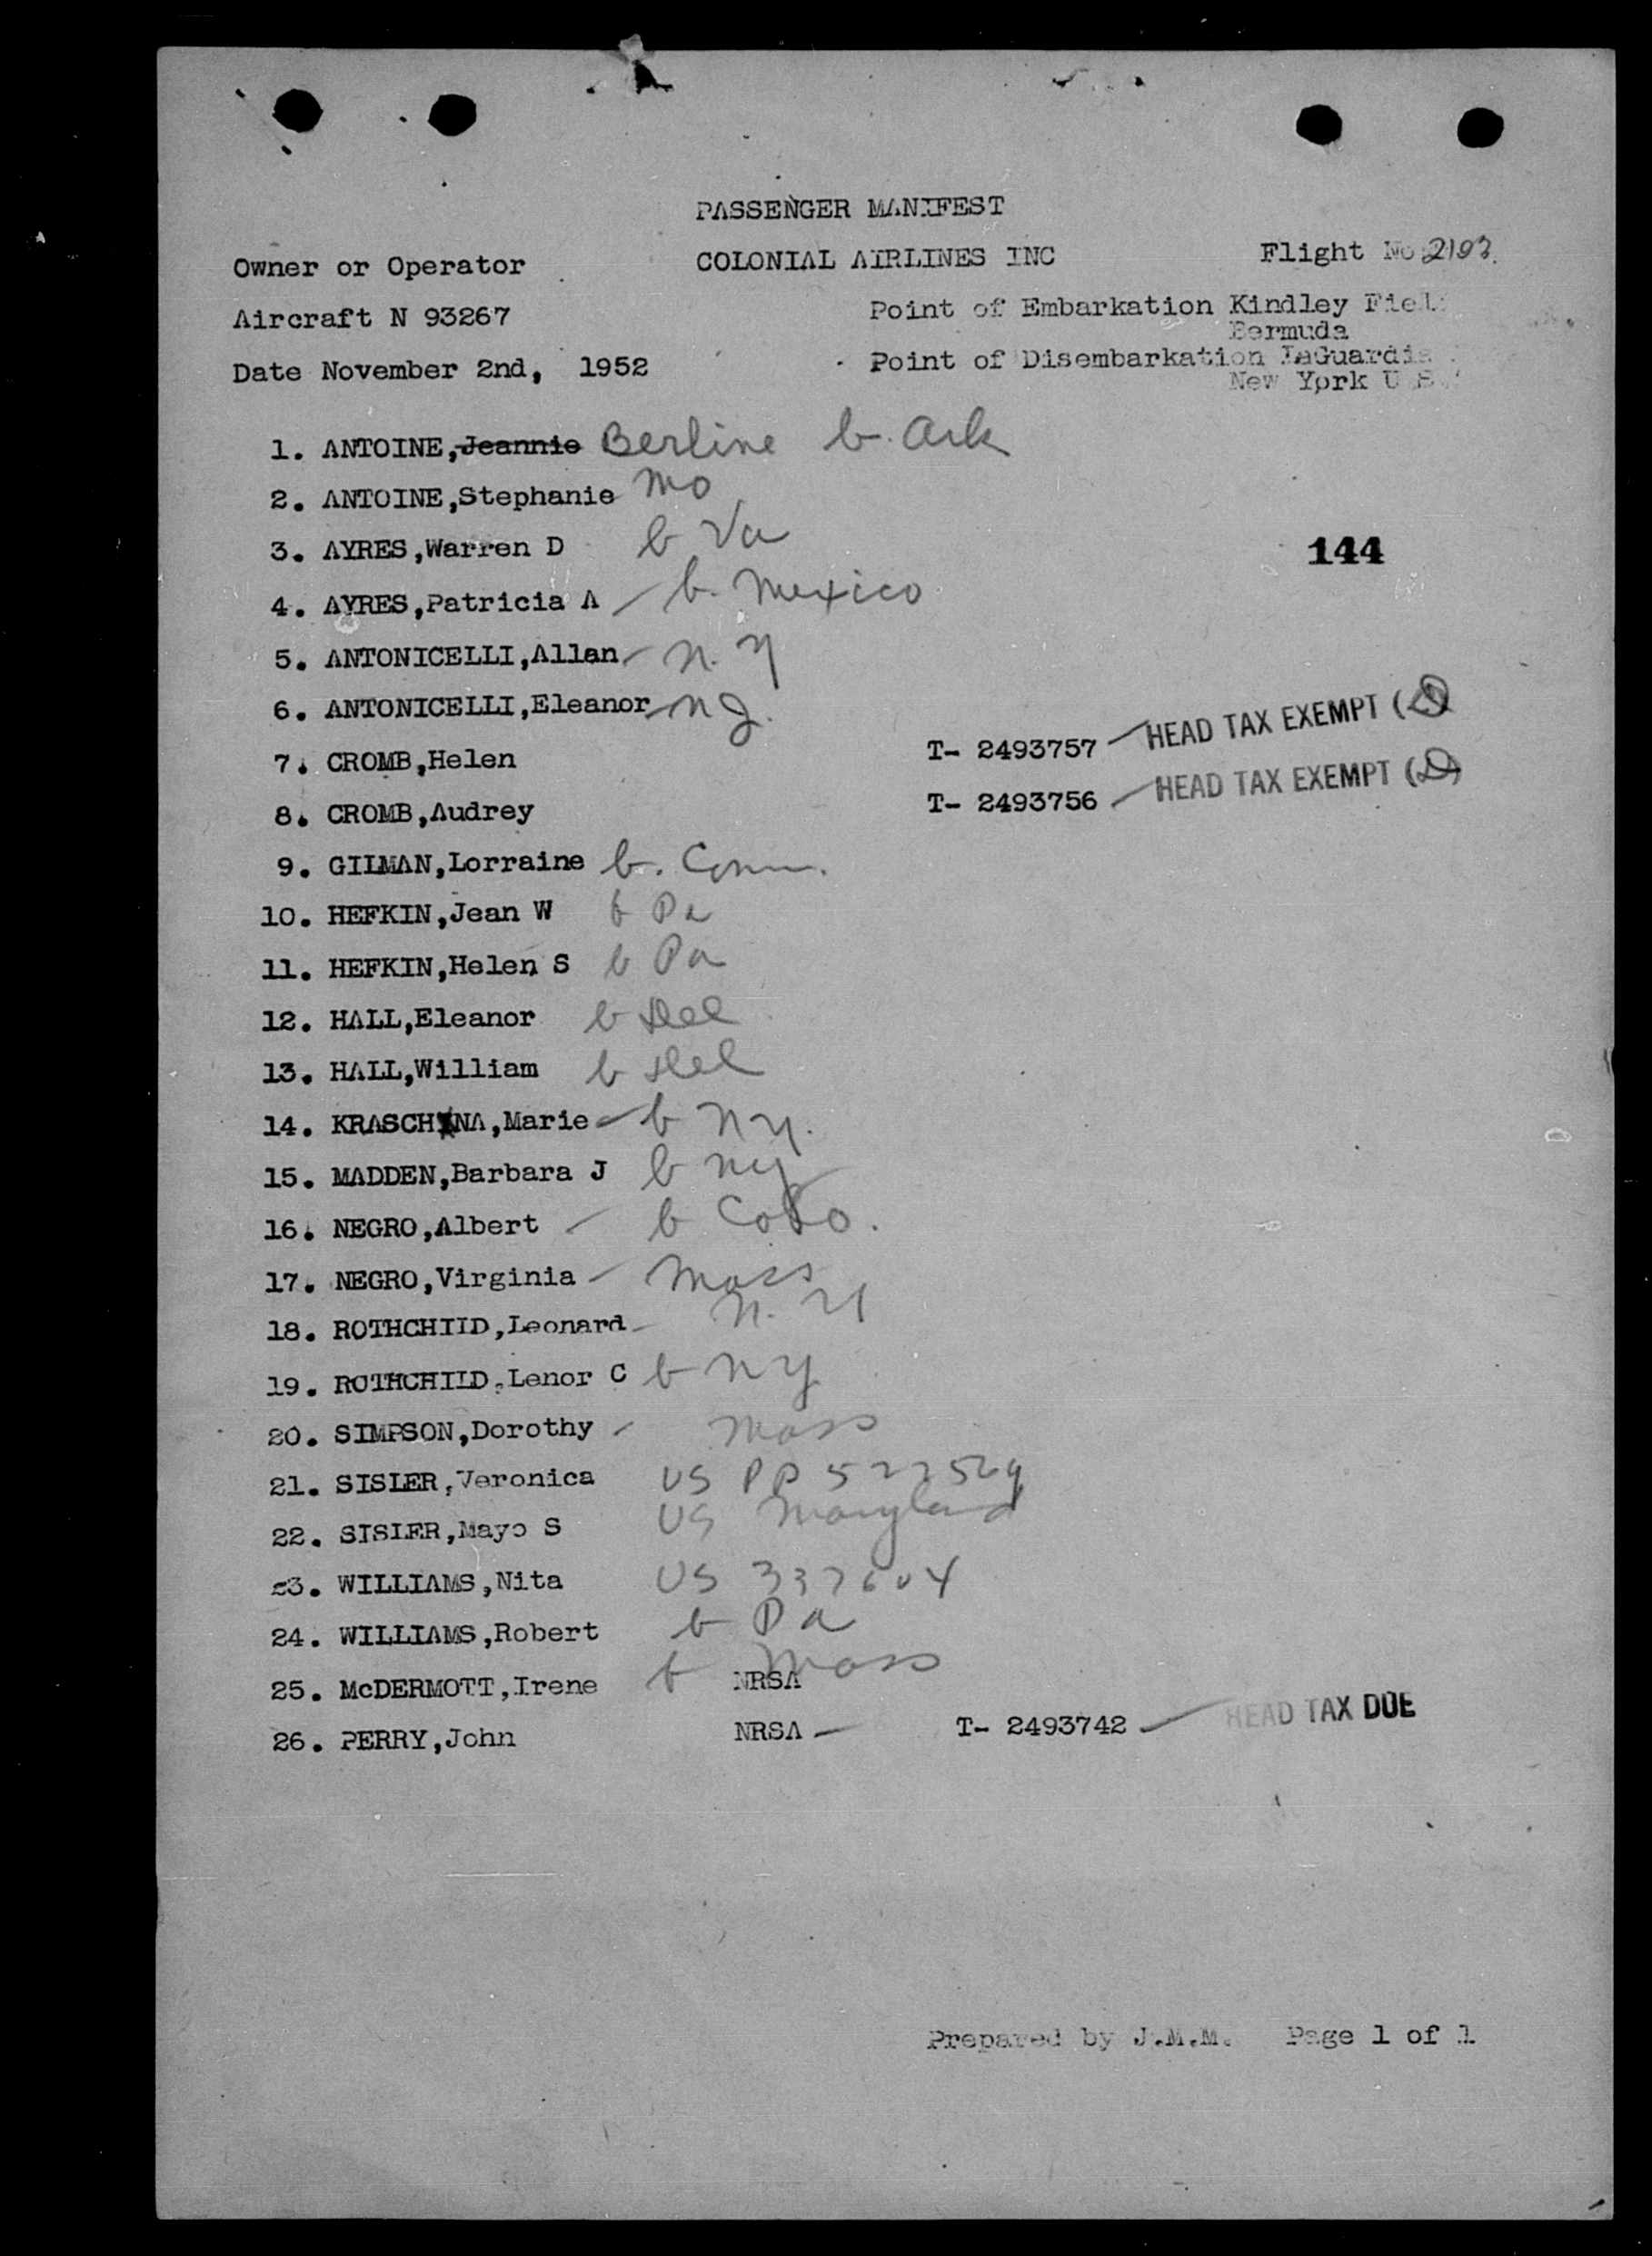 PASSENGER MANIFEST
Owner or Operator COLONIAL AIRLINES INC Flight No 2193
Aircraft N 93267 Point of Embarkation Kindley Field
Bermuda
Date November 2nd, 1952 Point of Disembarkation LaGuardia
New York U S
1. ANTOINE,Jeannie Berline b. Ark
2. ANTOINE,Stephanie Mo
3. AYRES,Warren D b Va
144
4. AYRES,Patricia A b. Mexico
5. ANTONICELLI,Allan N. Y
6. ANTONICELLI,Eleanor N J.
7. CROMB,Helen T- 2493757 HEAD TAX EXEMPT
8. CROMB,Audrey T- 2493756 HEAD TAX EXEMPT
9. GILMAN,Lorraine b. Conn.
10. HEFKIN,Jean W b Pa
11. HEFKIN,Helen S b Pa
12. HALL,Eleanor b Del
13. HALL,William b Del
14. KRASCHINA,Marie b NY.
15. MADDEN,Barbara J b NY
16. NEGRO,Albert b Colo.
17. NEGRO,Virginia Mass
18. ROTHCHILD,Leonard N. Y
19. ROTHCHILD,Lenor C b NY
20. SIMPSON,Dorothy Mass
21. SISLER,Veronica US PP
22. SISLER,Mayo S US Maryland
23. WILLIAMS,Nita US 337604
24. WILLIAMS,Robert b Pa
25. McDERMOTT,Irene b Mass NRSA
26. PERRY,John NRSA T- 2493742 HEAD TAX DUE
Prepared by J.M.M. Page 1 of 1